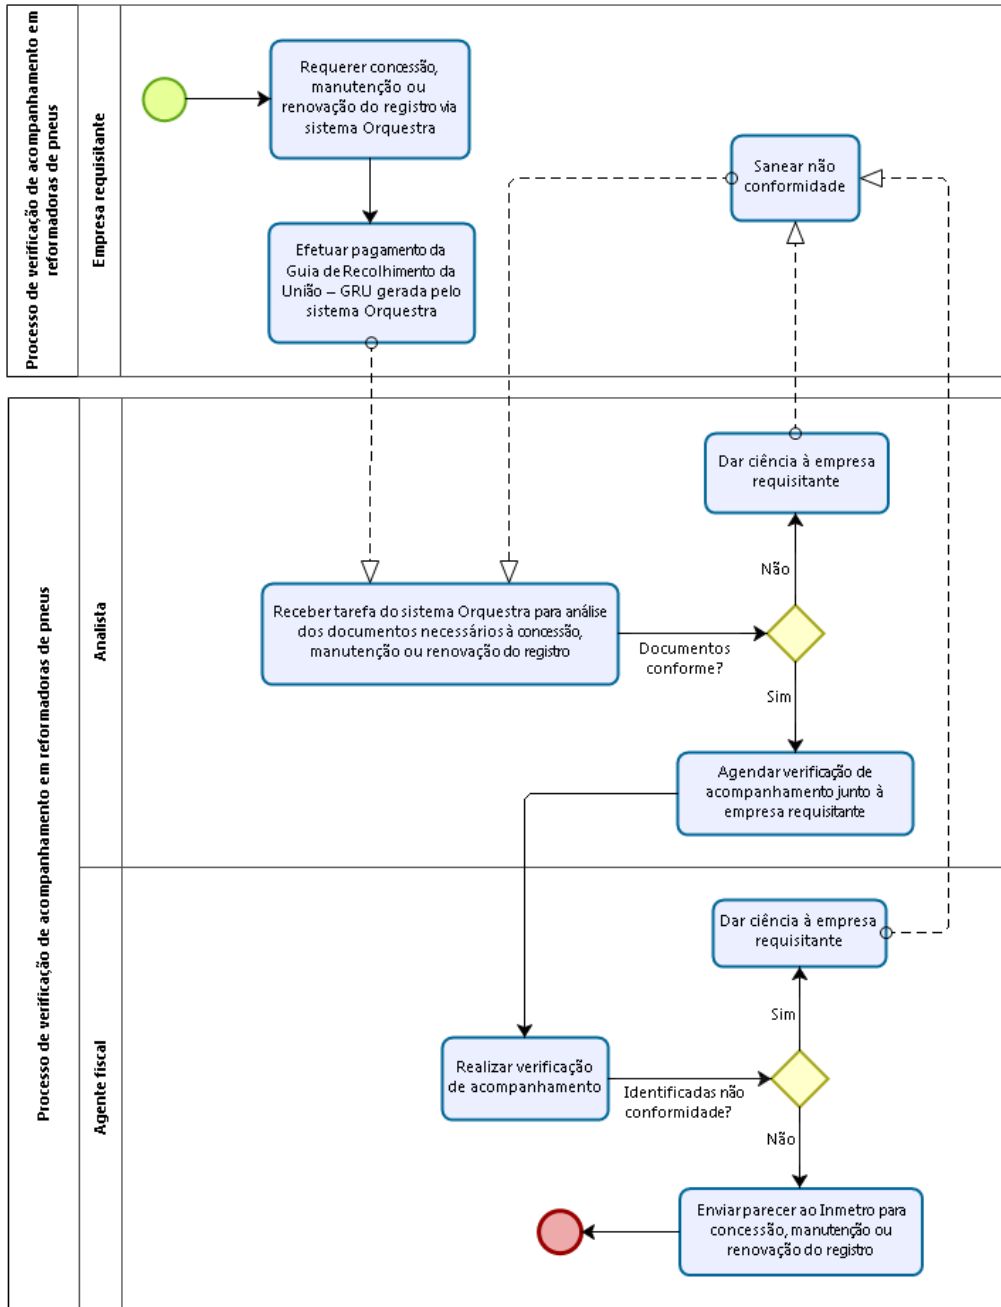 Processo de verificação de acompanhamento em
reformadoras de pneus
Empresa requisitante
Requerer concessão,
manutenção ou
renovação do registro via
sistema Orquestra
Sanear não
conformidade
Efetuar pagamento da
Guia de Recolhimento da
União – GRU gerada pelo
sistema Orquestra
Processo de verificação de acompanhamento em reformadoras de pneus
Analista
Dar ciência à empresa
requisitante
Não
Receber tarefa do sistema Orquestra para análise
dos documentos necessários à concessão,
manutenção ou renovação do registro
Documentos
conforme?
Sim
Agendar verificação de
acompanhamento junto à
empresa requisitante
Agente fiscal
Dar ciência à empresa
requisitante
Sim
Realizar verificação
de acompanhamento
Identificadas não
conformidade?
Não
Enviar parecer ao Inmetro para
concessão, manutenção ou
renovação do registro